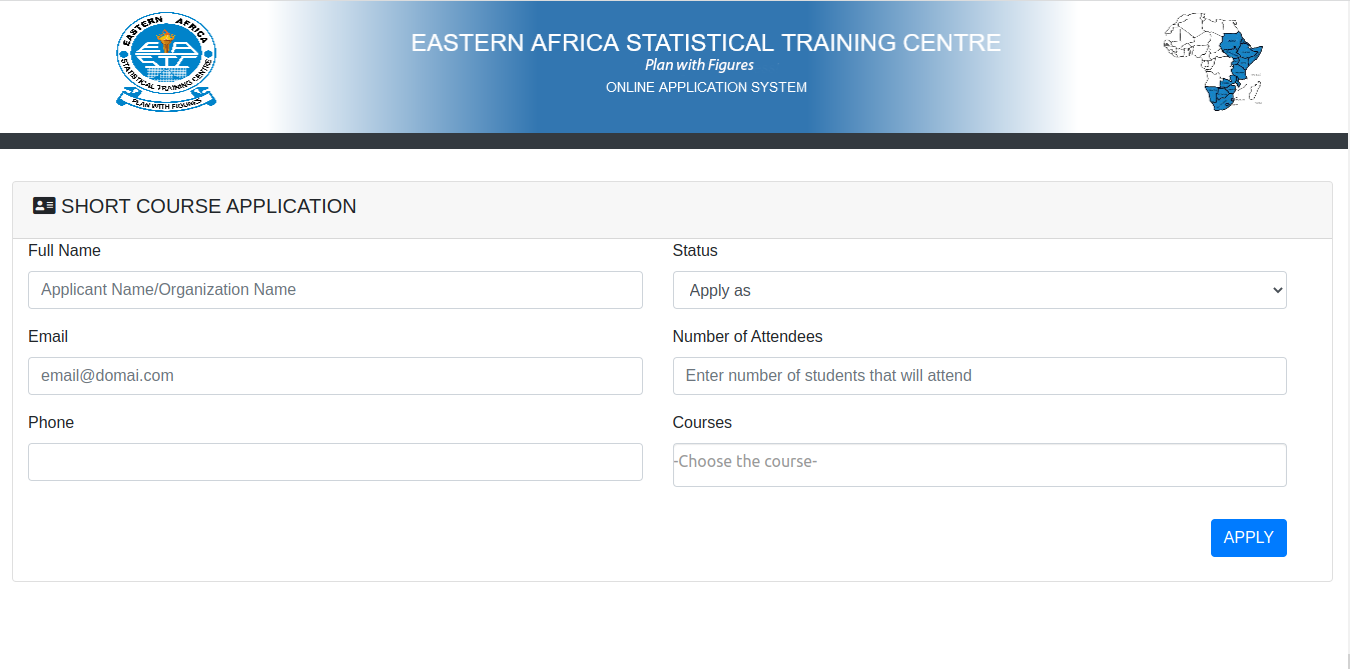 EASTERN AFRICA
STATISTICAL TRAINING CENTRE
PLAN WITH FIGURES
EASTERN AFRICA STATISTICAL TRAINING CENTRE
Plan with Figures
ONLINE APPLICATION SYSTEM
SHORT COURSE APPLICATION
Full Name
Applicant Name/Organization Name
Status
Apply as
Email
email@domai.com
Number of Attendees
Enter number of students that will attend
Phone
Courses
-Choose the course-
APPLY